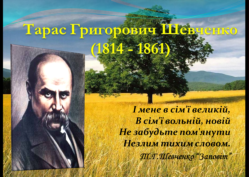 Тарас Григорович Шевченко
(1814 - 1861)
І мене в сім'ї великій,
В сім'ї вольній, новій
Не забудьте пом'янути
Незлим тихим словом.
Т.Г.Шевченко "Заповіт"